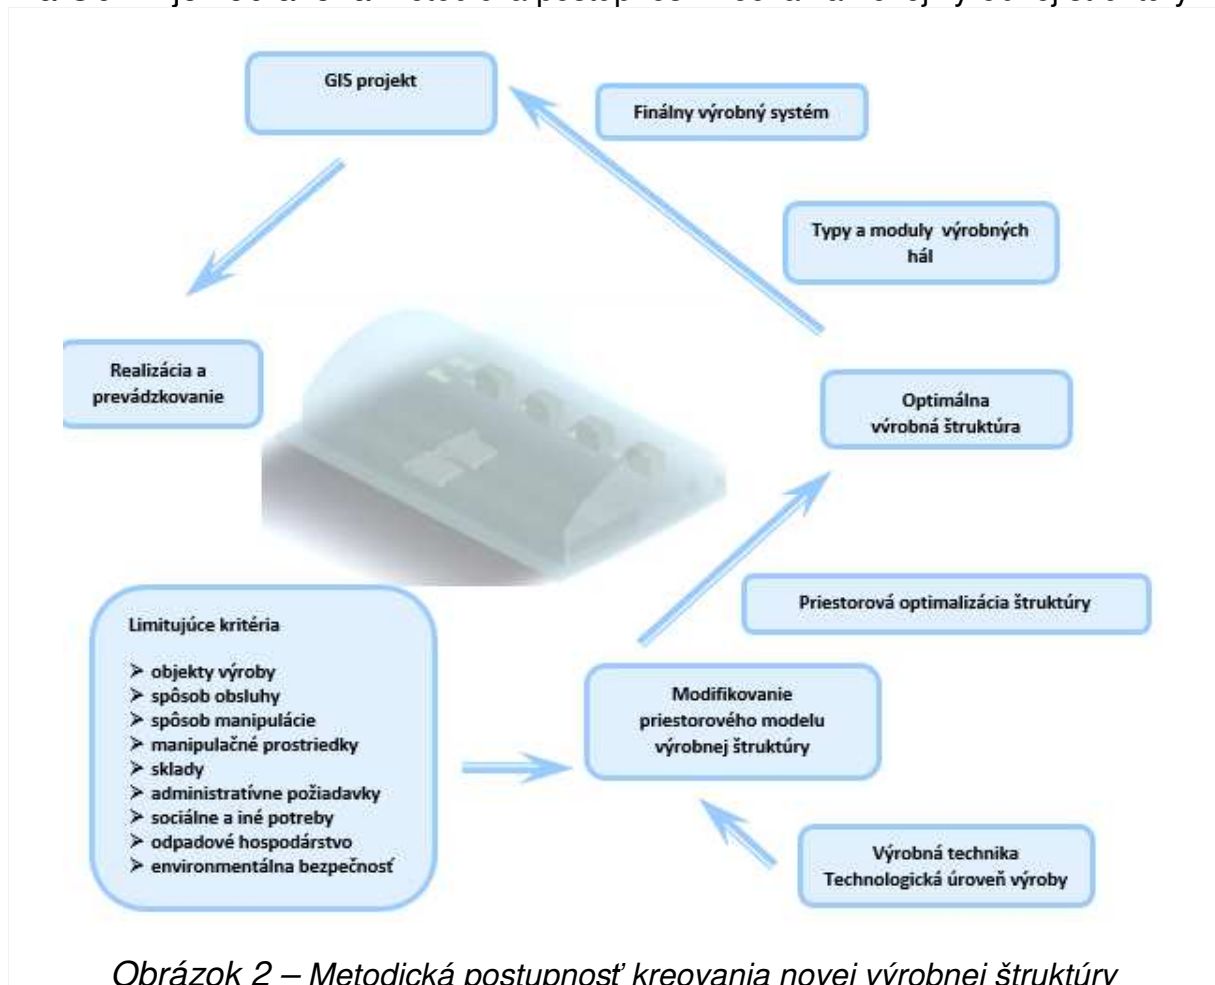 GIS projekt
Finálny výrobný systém
Typy a moduly výrobných
hál
Realizácia a
prevádzkovanie
Optimálna
výrobná štruktúra
Priestorová optimalizácia štruktúry
Limitujúce kritéria
➢ objekty výroby
➢ spôsob obsluhy
➢ spôsob manipulácie
➢ manipulačné prostriedky
➢ sklady
➢ administratívne požiadavky
➢ sociálne a iné potreby
➢ odpadové hospodárstvo
➢ environmentálna bezpečnosť
Modifikovanie
priestorového modelu
výrobnej štruktúry
Výrobná technika
Technologická úroveň výroby
Obrázok 2 – Metodická postupnosť kreovania novej výrobnej štruktúry